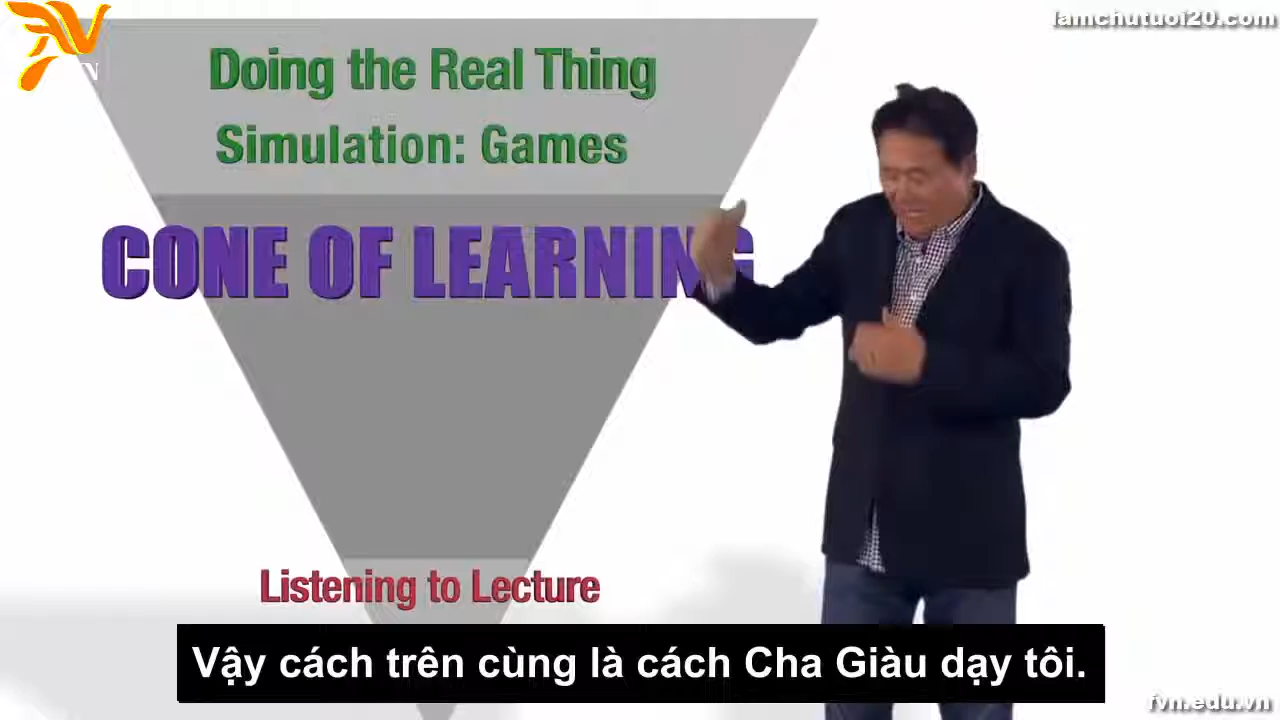 lamchutuoi20.com
Doing the Real Thing
Simulation: Games
CONE OF LEARNING
Listening to Lecture
Vậy cách trên cùng là cách Cha Giàu dạy tôi.
fvn.edu.vn